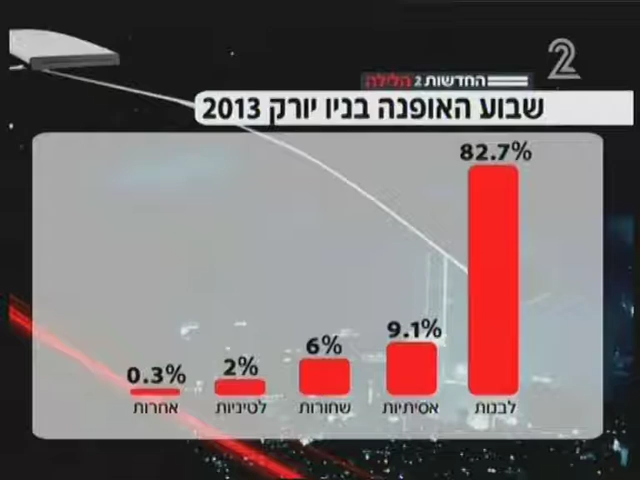 2
החדשות 2 הלילה
שבוע האופנה בניו יורק 2013
82.7%
9.1%
6%
2%
0.3%
לבנות
אסיתיות
שחורות
לטיניות
אחרות